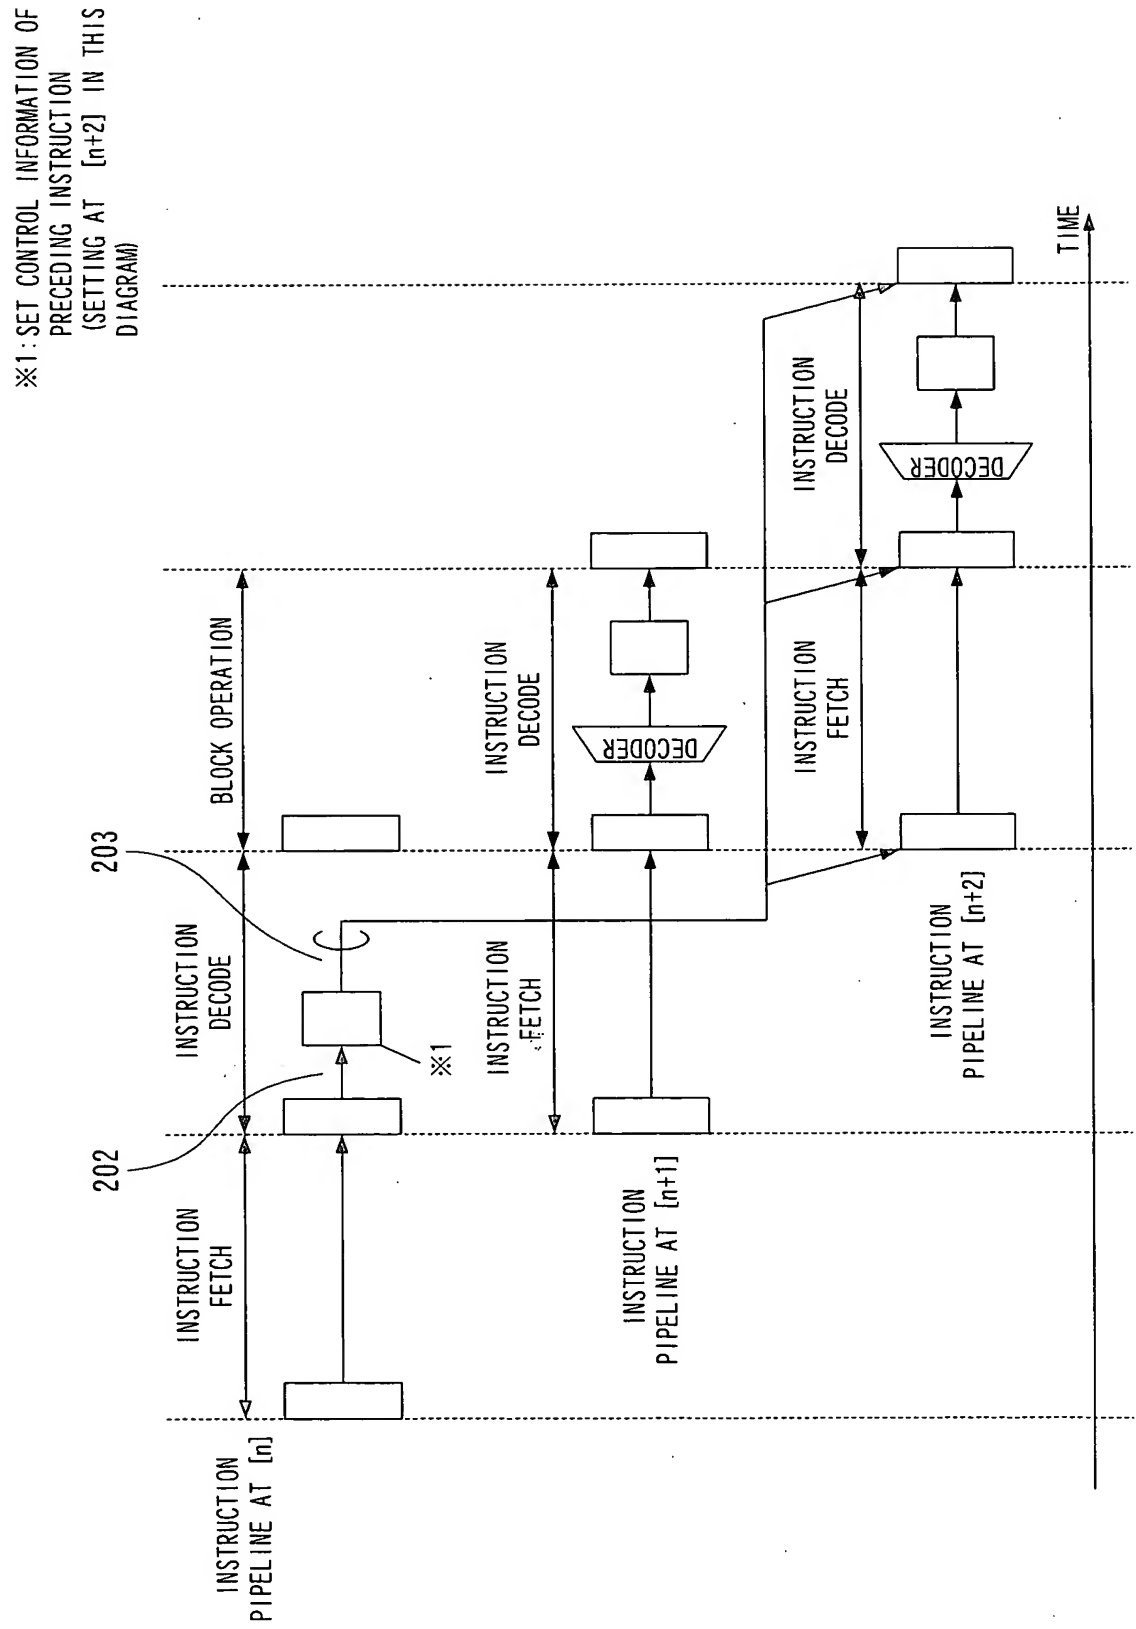 ※1:SET CONTROL INFORMATION OF
PRECEDING INSTRUCTION
(SETTING AT [n+2] IN THIS
DIAGRAM)
202
203
INSTRUCTION
PIPELINE AT [n]
INSTRUCTION
FETCH
INSTRUCTION
DECODE
BLOCK OPERATION
※1
INSTRUCTION
PIPELINE AT [n+1]
INSTRUCTION
FETCH
INSTRUCTION
DECODE
DECODER
INSTRUCTION
PIPELINE AT [n+2]
INSTRUCTION
FETCH
INSTRUCTION
DECODE
DECODER
TIME